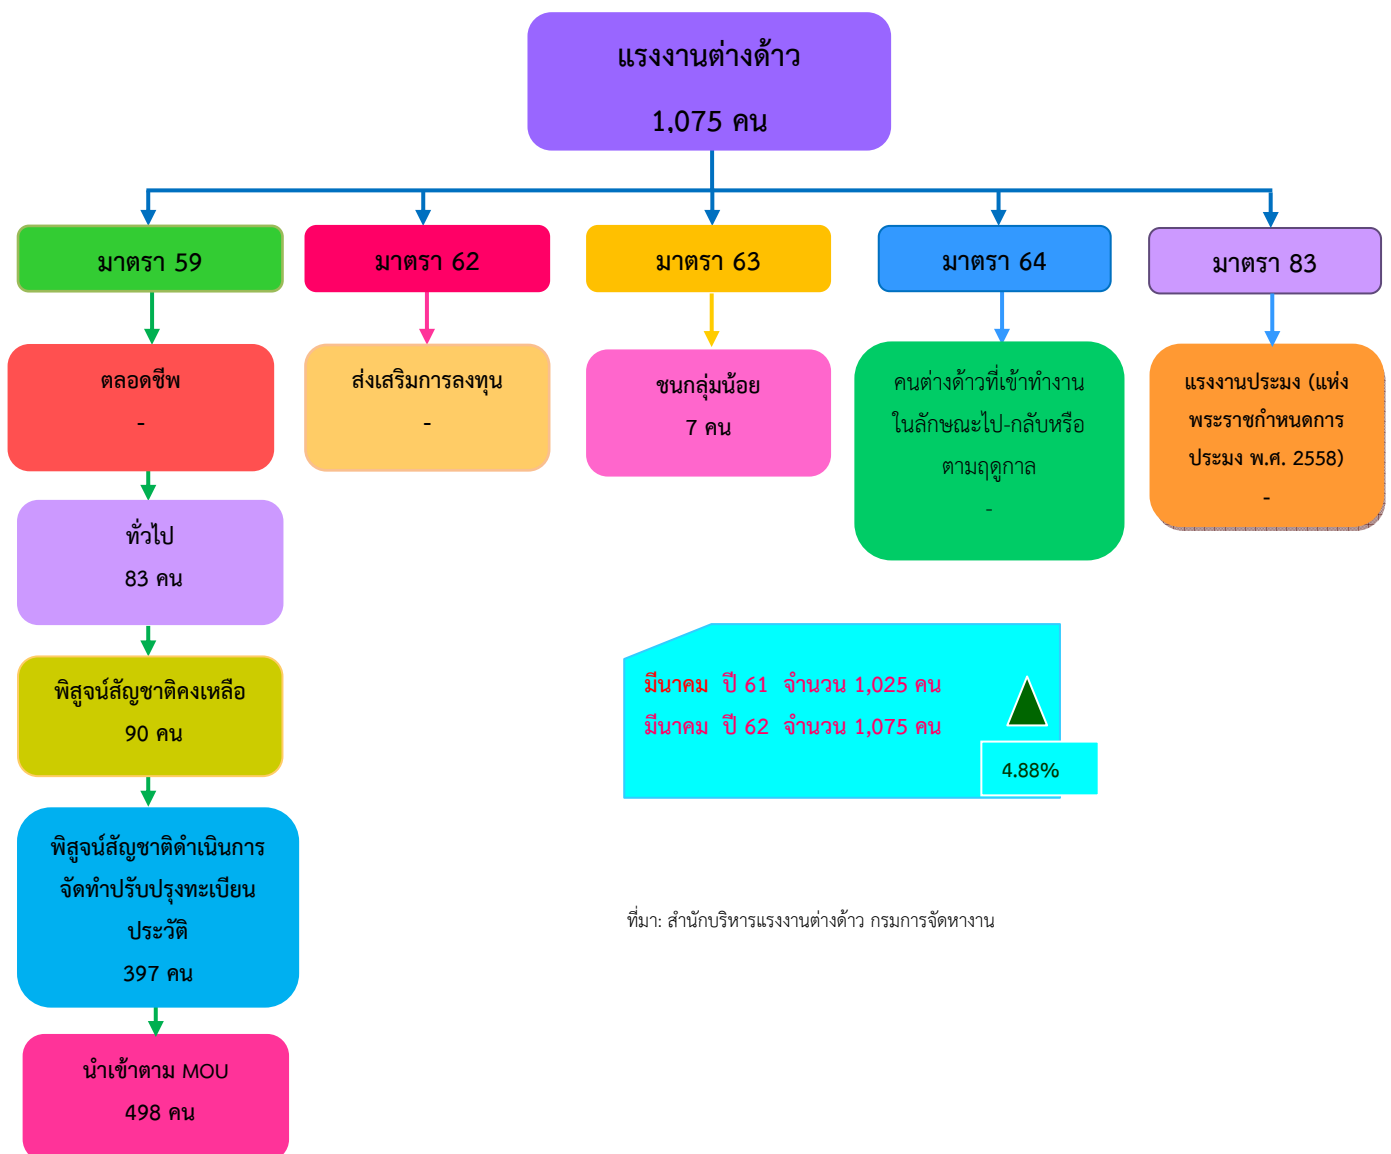 แรงงานต่างด้าว
1,075 คน
มาตรา 59
มาตรา 62
มาตรา 63
มาตรา 64
มาตรา 83
ตลอดชีพ
-
ส่งเสริมการลงทุน
-
ชนกลุ่มน้อย
7 คน
คนต่างด้าวที่เข้าทำงาน
ในลักษณะไป-กลับหรือ
ตามฤดูกาล
-
แรงงานประมง (แห่ง
พระราชกำหนดการ
ประมง พ.ศ. 2558)
-
ทั่วไป
83 คน
พิสูจน์สัญชาติคงเหลือ
90 คน
พิสูจน์สัญชาติดำเนินการ
จัดทำปรับปรุงทะเบียน
ประวัติ
397 คน
นำเข้าตาม MOU
498 คน
มีนาคม ปี 61 จำนวน 1,025 คน
มีนาคม ปี 62 จำนวน 1,075 คน
4.88%
ที่มา: สำนักบริหารแรงงานต่างด้าว กรมการจัดหางาน